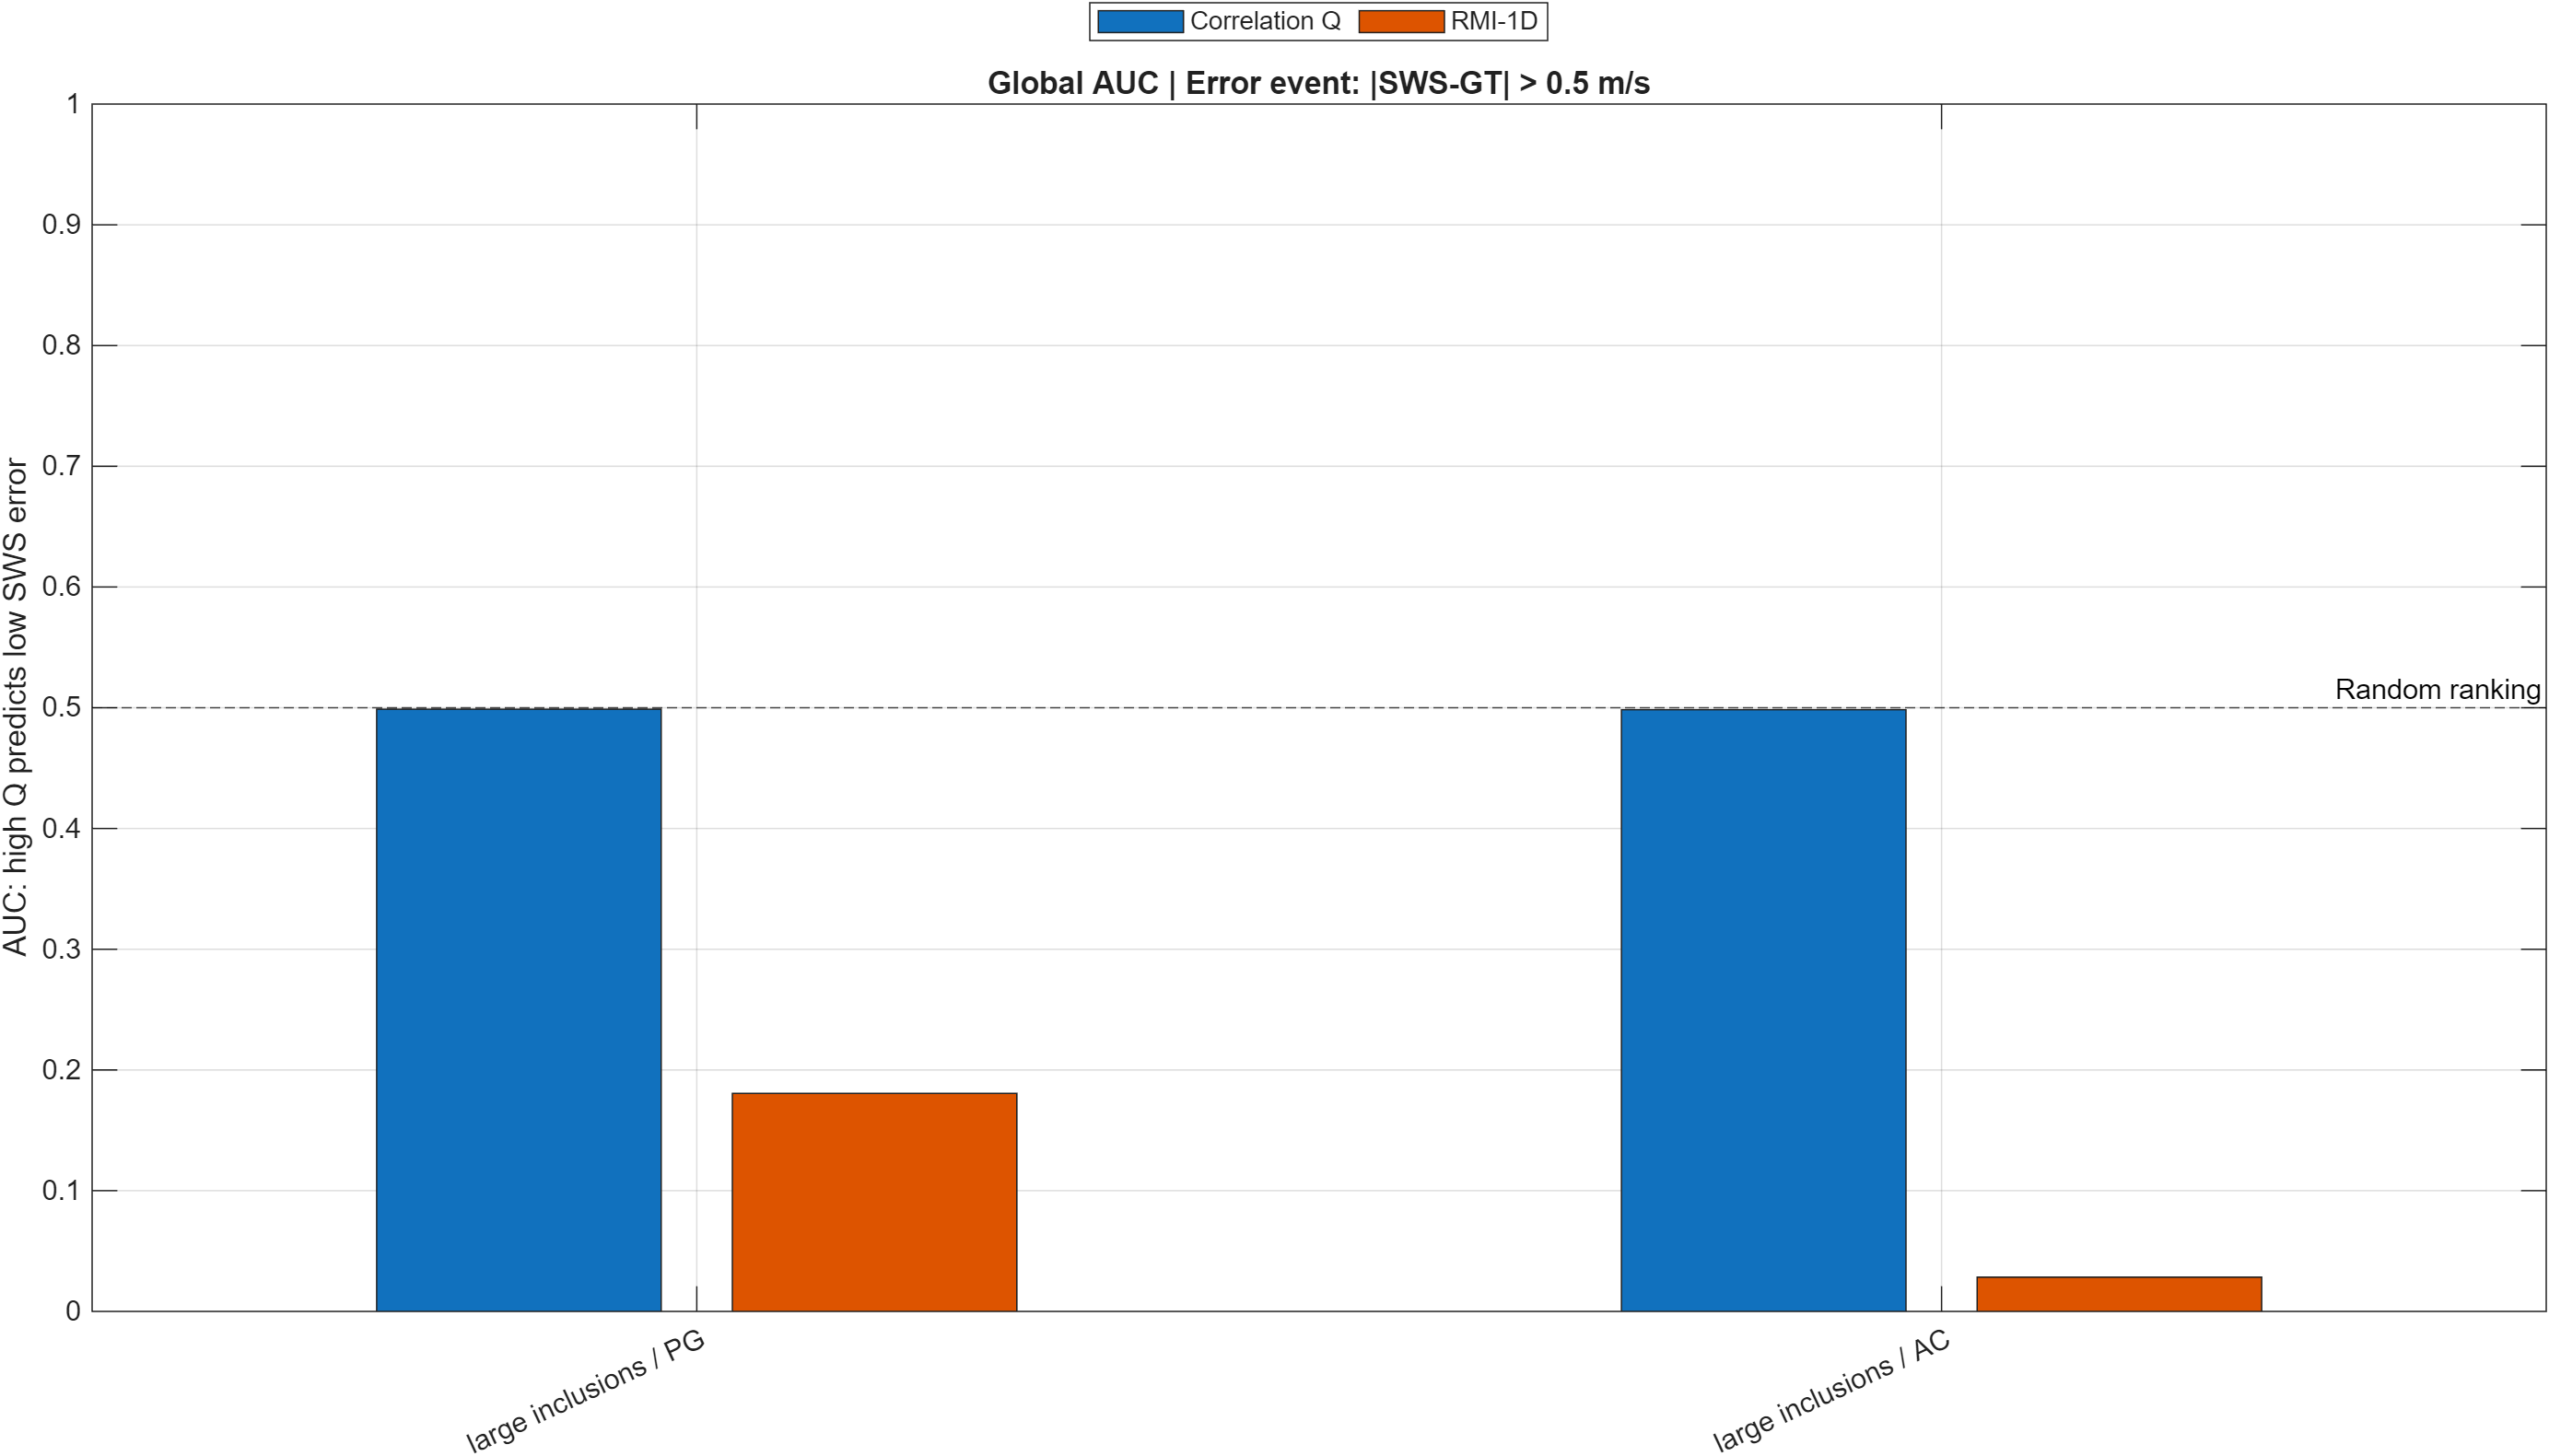 Correlation Q RMI-1D
Global AUC | Error event: |SWS-GT| > 0.5 m/s
AUC: high Q predicts low SWS error
1
0.9
0.8
0.7
0.6
0.5
0.4
0.3
0.2
0.1
0
Random ranking
large inclusions / PG
large inclusions / AC